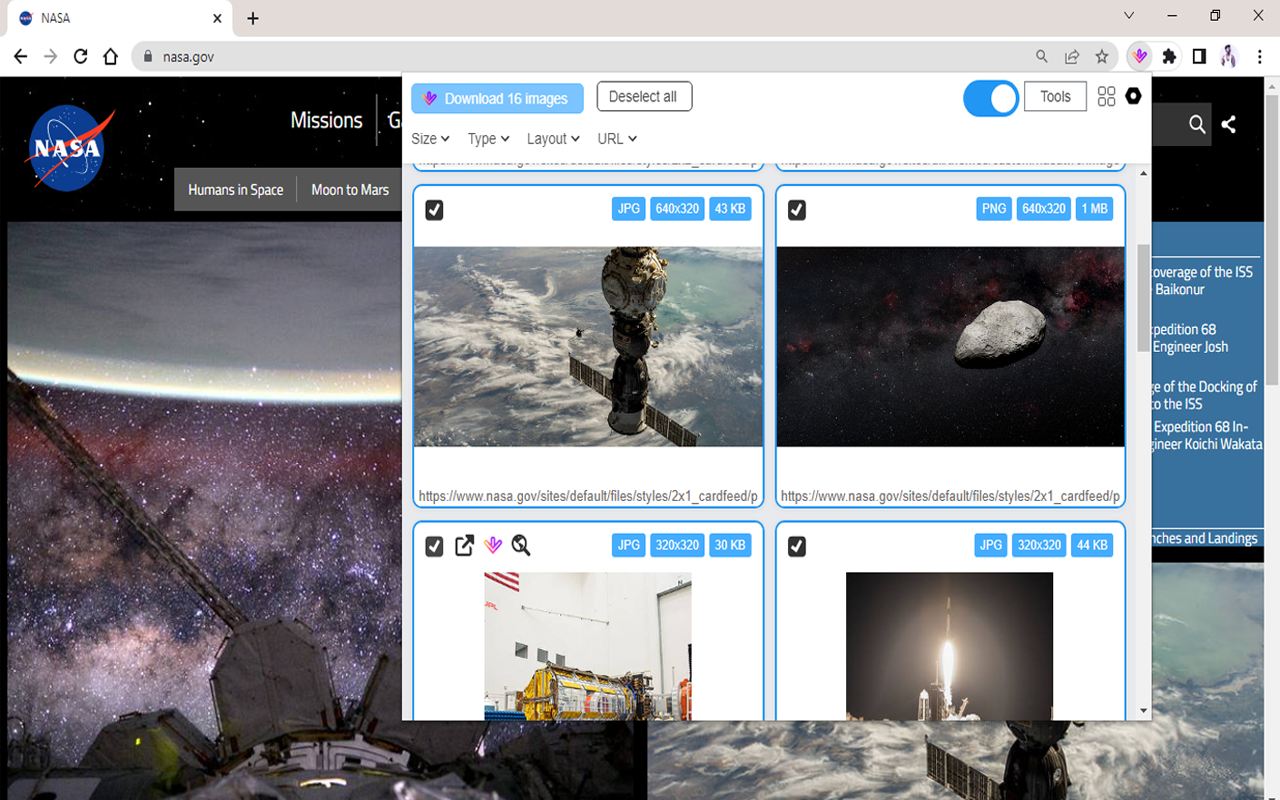 NASA
nasa.gov
Download 16 images
Deselect all
Tools
Size
Type
Layout
URL
NASA
Missions
Humans in Space
Moon to Mars
JPG
640x320
43 KB
PNG
640x320
1 MB
https://www.nasa.gov/sites/default/files/styles/2x1_cardfeed/p
https://www.nasa.gov/sites/default/files/styles/2x1_cardfeed/p
JPG
320x320
30 KB
JPG
320x320
44 KB
JPL
overage of the ISS
Baikonur
xpedition 68
Engineer Josh
ge of the Docking of
to the ISS
Expedition 68 In-
gineer Koichi Wakata
nches and Landings